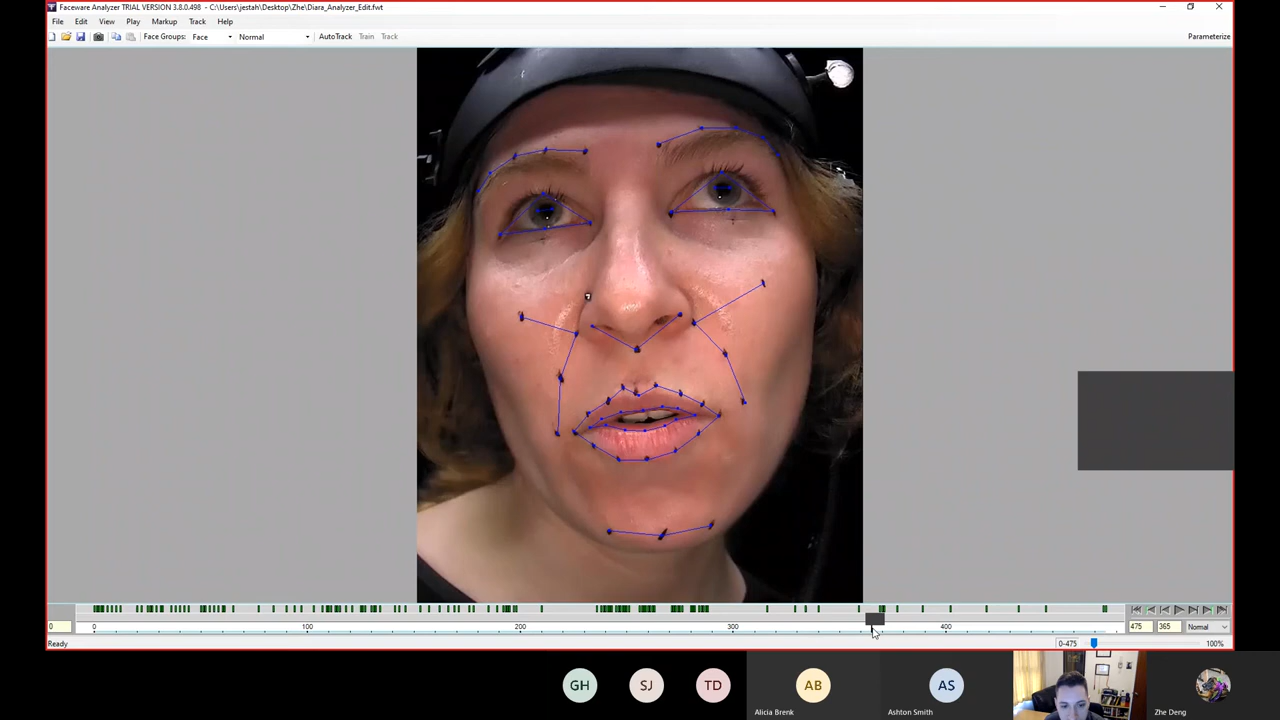 Faceware Analyzer TRIAL VERSION 3.8.0.498 - C:\Users\jestah\Desktop\Zhe\Diara_Analyzer_Edit.fwt
File Edit View Play Markup Track Help
Face Groups: Face Normal AutoTrack Train Track Parameterize
0 0 100 200 300 400 475 365 Normal
Ready 0-475 100%
GH SJ TD AB AS
Alicia Brenk Ashton Smith Zhe Deng